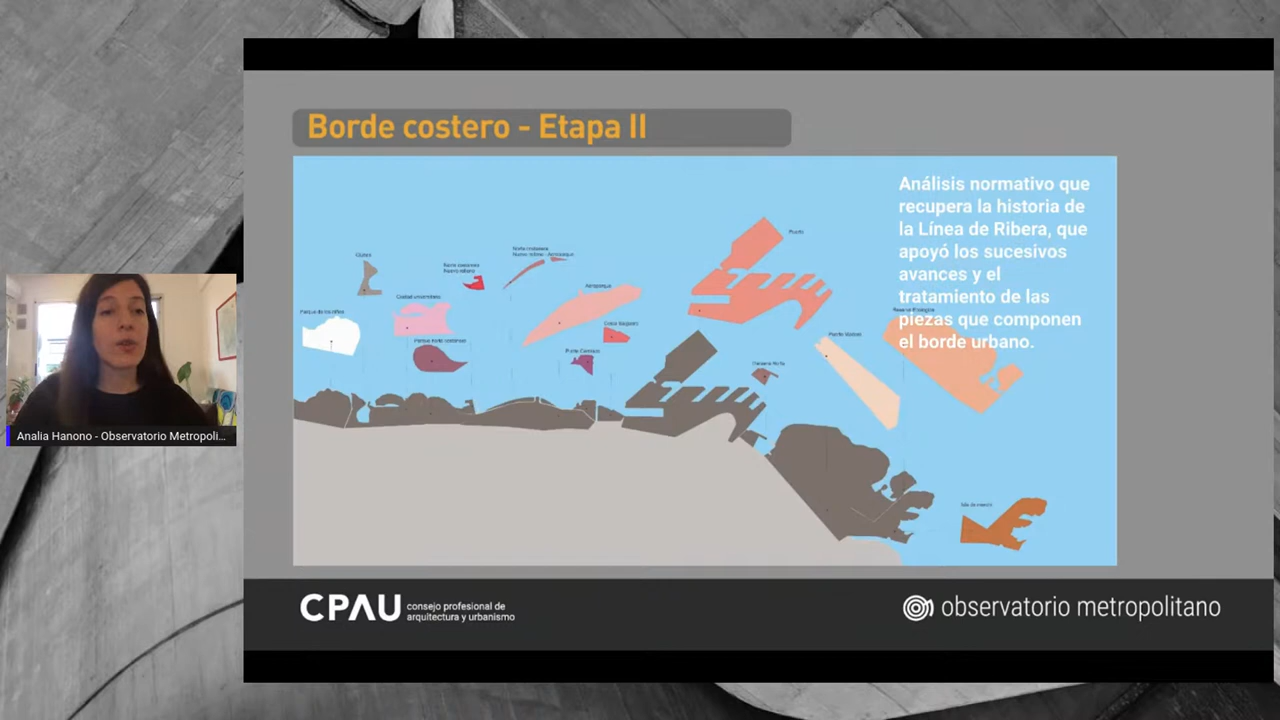 Borde costero - Etapa II
Análisis normativo que
recupera la historia de
la Línea de Ribera, que
apoyó los sucesivos
avances y el
tratamiento de las
piezas que componen
el borde urbano.
Puerto
Clubes
Aeroparque
Ciudad universitaria
Parque de los niños
Costa Salguero
Puerto Madero
Reserva Ecológica
Analia Hanono - Observatorio Metropoli...
CPAU consejo profesional de
arquitectura y urbanismo
observatorio metropolitano